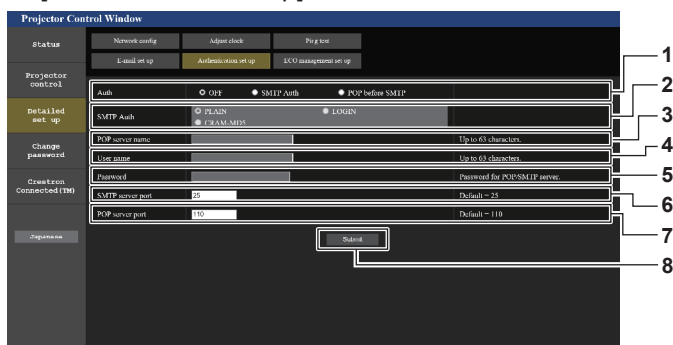 Projector Control Window
Status
Network config
Adjust clock
Ping test
E-mail set up
Authentication set up
ECO management set up
Projector
control
Detailed
set up
Change
password
Crestron
Connected(TM)
Japanese
Auth
OFF
SMTP Auth
POP before SMTP
SMTP Auth
PLAIN
LOGIN
CRAM-MD5
POP server name
Up to 63 characters.
User name
Up to 63 characters.
Password
Password for POP/SMTP server.
SMTP server port
25
Default = 25
POP server port
110
Default = 110
Submit
1
2
3
4
5
6
7
8